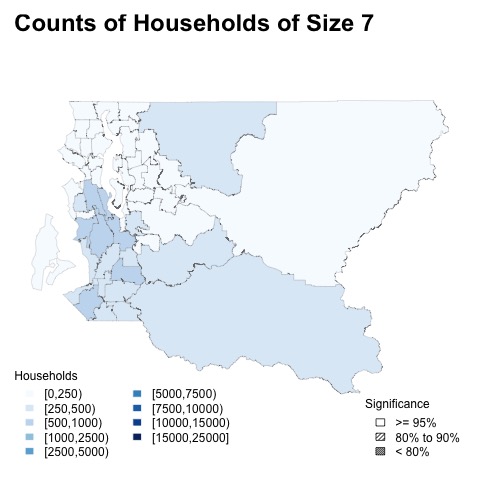 Counts of Households of Size 7
Households
[0,250)
[250,500)
[500,1000)
[1000,2500)
[2500,5000)
[5000,7500)
[7500,10000)
[10000,15000)
[15000,25000]
Significance
>= 95%
80% to 90%
< 80%